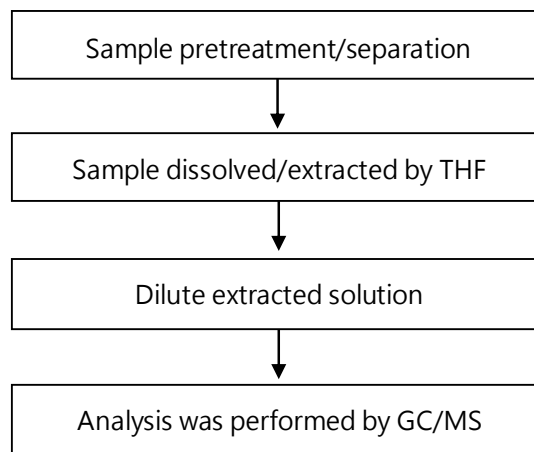 Sample pretreatment/separation
Sample dissolved/extracted by THF
Dilute extracted solution
Analysis was performed by GC/MS